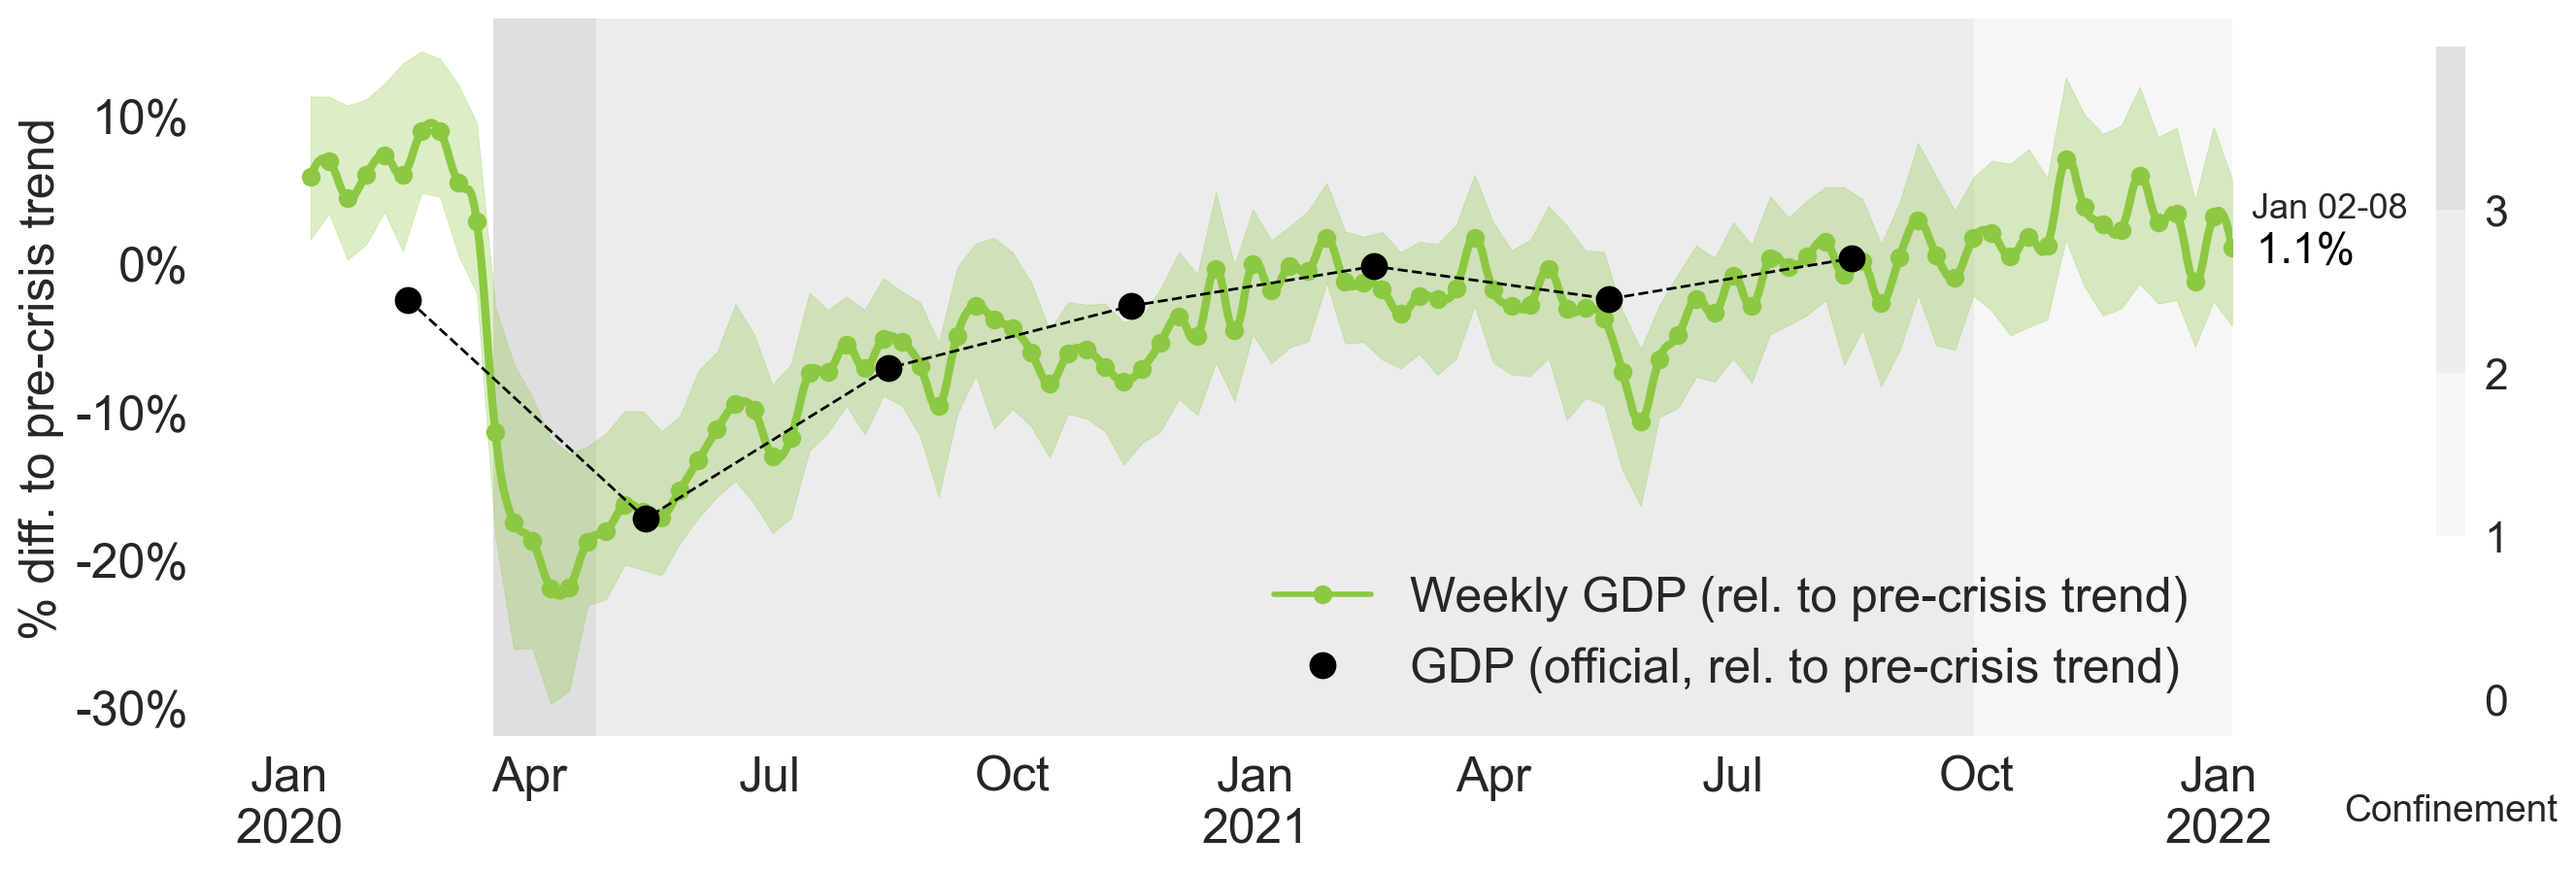 % diff. to pre-crisis trend
10%
0%
-10%
-20%
-30%
Jan
2020
Apr
Jul
Oct
Jan
2021
Apr
Jul
Oct
Jan
2022
Weekly GDP (rel. to pre-crisis trend)
GDP (official, rel. to pre-crisis trend)
Jan 02-08
1.1%
3
2
1
0
Confinement